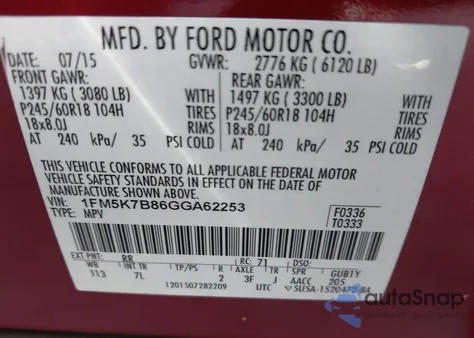 MFD. BY FORD MOTOR CO.
DATE: 07/15 GVWR: 2776 KG ( 6120 LB)
FRONT GAWR: REAR GAWR:
1397 KG ( 3080 LB) 1497 KG ( 3300 LB)
P245/60R18 104H TIRES P245/60R18 104H TIRES
18x8.0J RIMS 18x8.0J RIMS
AT 240 kPa/ 35 PSI COLD AT 240 kPa/ 35 PSI COLD
THIS VEHICLE CONFORMS TO ALL APPLICABLE FEDERAL MOTOR
VEHICLE SAFETY STANDARDS IN EFFECT ON THE DATE OF
MANUFACTURE SHOWN ABOVE.
VIN: 1FM5K7B86GGA62253 F0336
TYPE: MPV T0333
EXT PNT: RR RC: 71 DSO:
WB INT TR TP/PS R AXLE TR SPR GUBTY
113 7L 2 3F J AACC 205
1201507282209 UTC
autoSnap